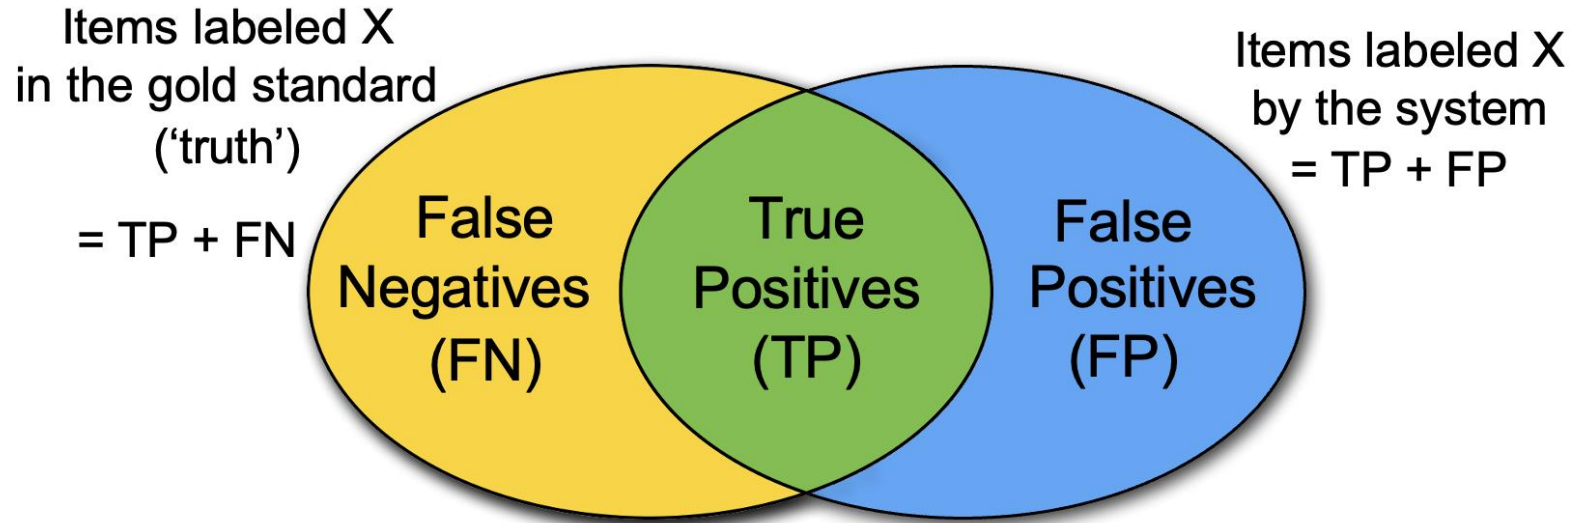 Items labeled X
in the gold standard
(‘truth’)
= TP + FN
False
Negatives
(FN)
True
Positives
(TP)
False
Positives
(FP)
Items labeled X
by the system
= TP + FP